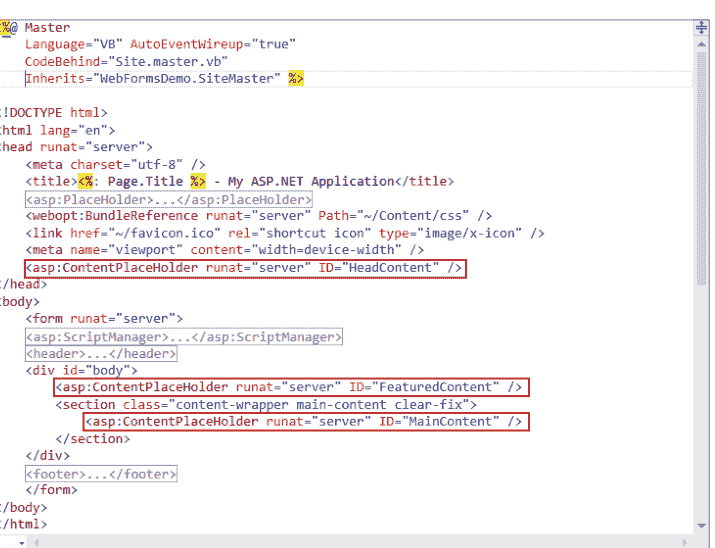 <%@ Master
Language="VB" AutoEventWireup="true"
CodeBehind="Site.master.vb"
Inherits="WebFormsDemo.SiteMaster" %>
<!DOCTYPE html>
<html lang="en">
<head runat="server">
<meta charset="utf-8" />
<title><%: Page.Title %> - My ASP.NET Application</title>
<asp:PlaceHolder>...</asp:PlaceHolder>
<webopt:BundleReference runat="server" Path="~/Content/css" />
<link href="~/favicon.ico" rel="shortcut icon" type="image/x-icon" />
<meta name="viewport" content="width=device-width" />
<asp:ContentPlaceHolder runat="server" ID="HeadContent" />
</head>
<body>
<form runat="server">
<asp:ScriptManager>...</asp:ScriptManager>
<header>...</header>
<div id="body">
<asp:ContentPlaceHolder runat="server" ID="FeaturedContent" />
<section class="content-wrapper main-content clear-fix">
<asp:ContentPlaceHolder runat="server" ID="MainContent" />
</section>
</div>
<footer>...</footer>
</form>
</body>
</html>